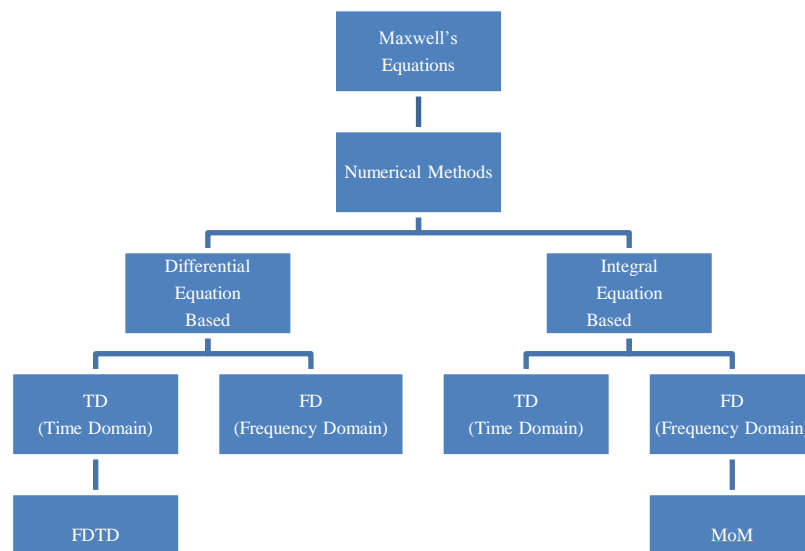 Maxwell's
Equations
Numerical Methods
Differential
Equation
Based
Integral
Equation
Based
TD
(Time Domain)
FD
(Frequency Domain)
TD
(Time Domain)
FD
(Frequency Domain)
FDTD
MoM